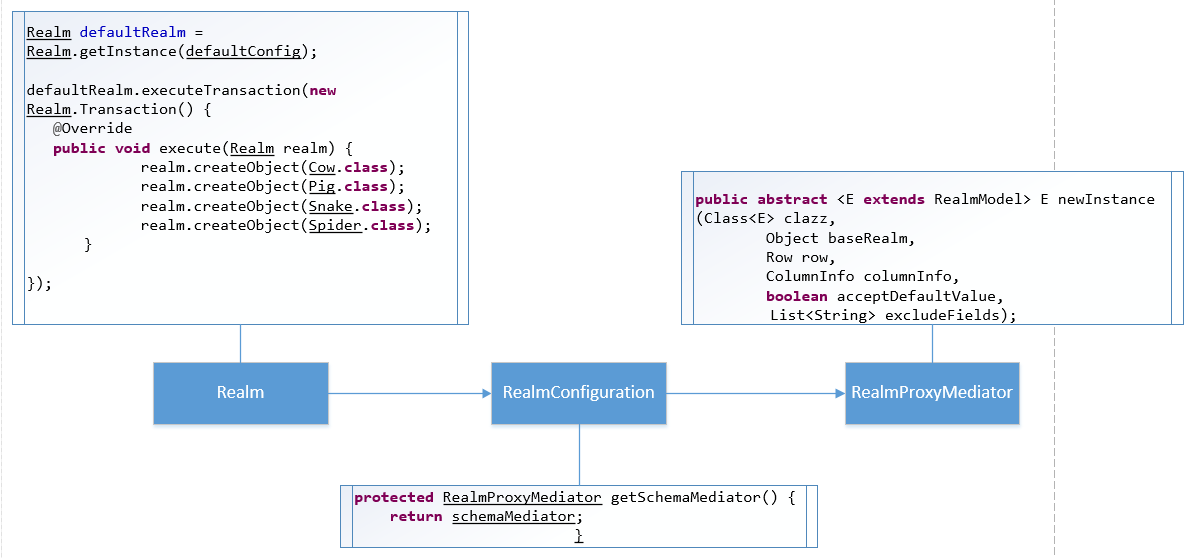 Realm defaultRealm =
Realm.getInstance(defaultConfig);
defaultRealm.executeTransaction(new
Realm.Transaction() {
@Override
public void execute(Realm realm) {
realm.createObject(Cow.class);
realm.createObject(Pig.class);
realm.createObject(Snake.class);
realm.createObject(Spider.class);
}
});
public abstract <E extends RealmModel> E newInstance
(Class<E> clazz,
Object baseRealm,
Row row,
ColumnInfo columnInfo,
boolean acceptDefaultValue,
List<String> excludeFields);
Realm
RealmConfiguration
RealmProxyMediator
protected RealmProxyMediator getSchemaMediator() {
return schemaMediator;
}